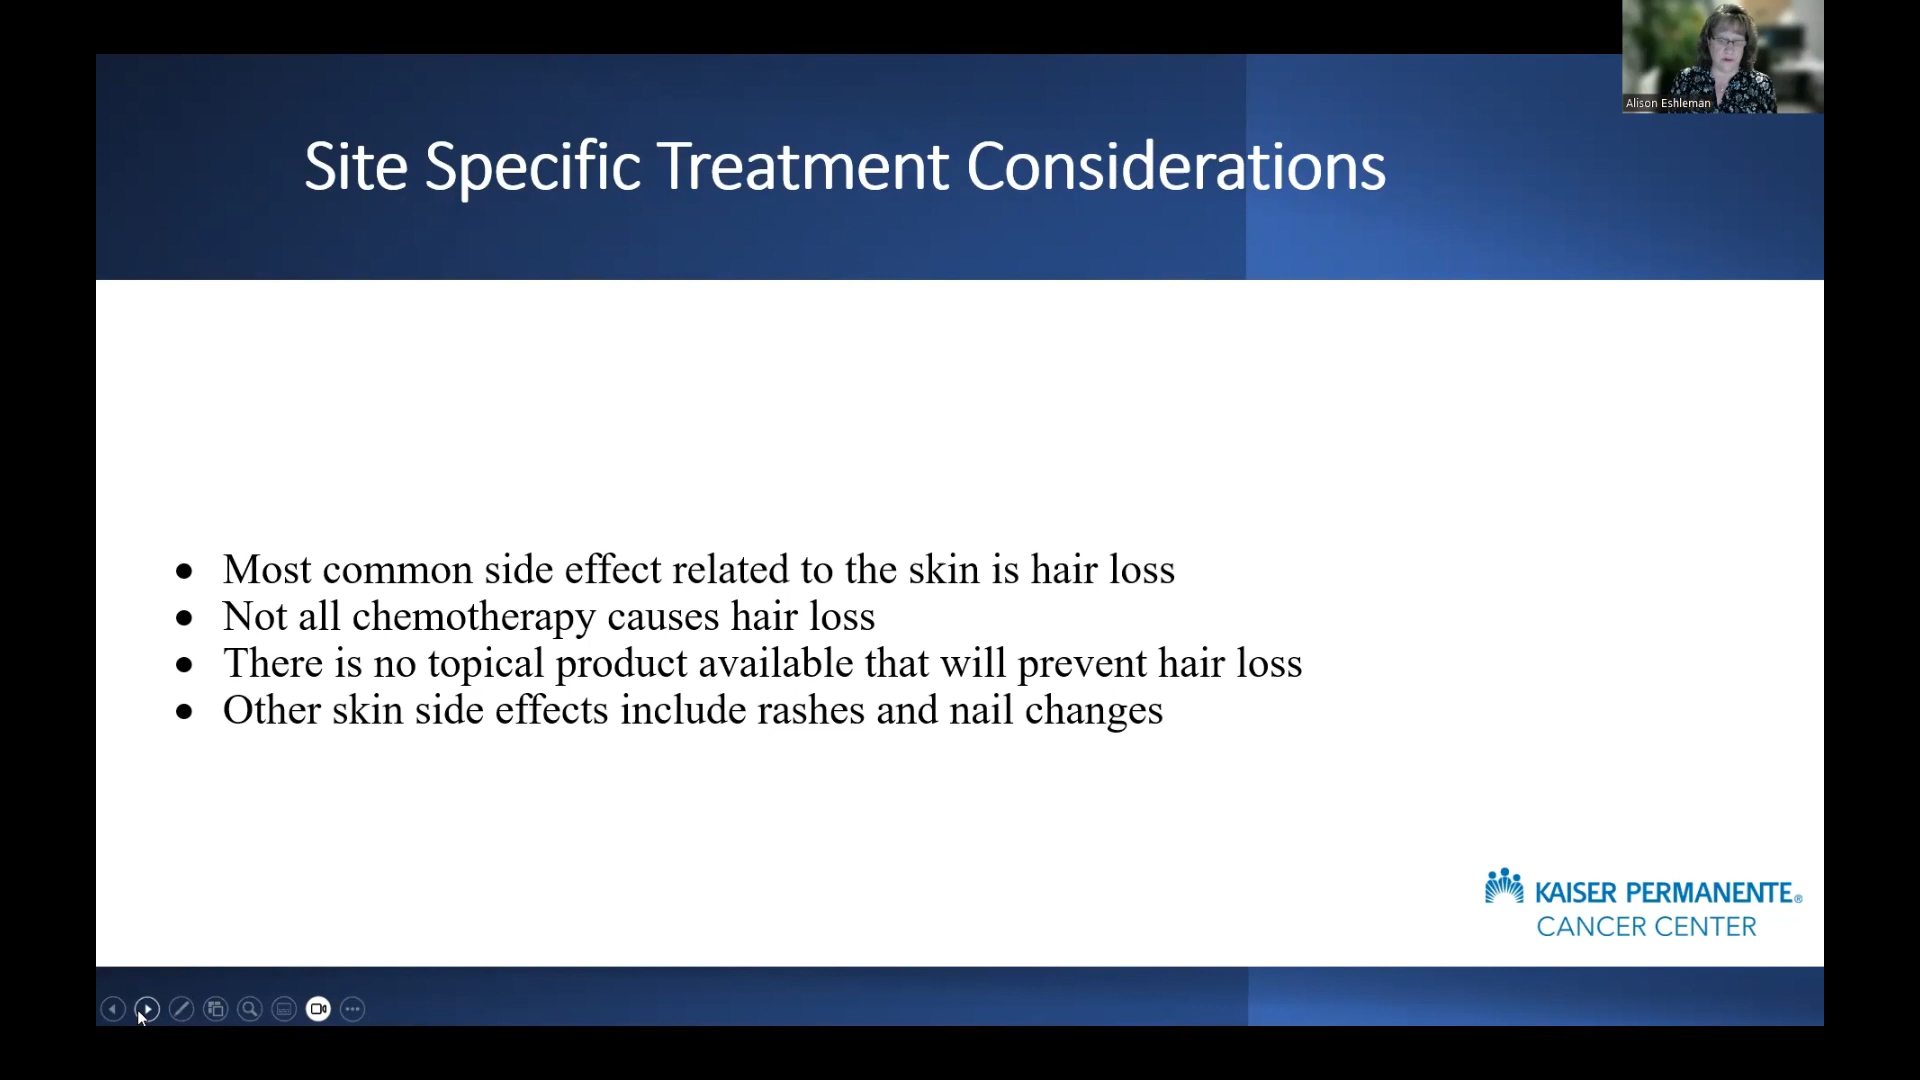 Alison Eshleman
Site Specific Treatment Considerations
• Most common side effect related to the skin is hair loss
• Not all chemotherapy causes hair loss
• There is no topical product available that will prevent hair loss
• Other skin side effects include rashes and nail changes
KAISER PERMANENTE®
CANCER CENTER